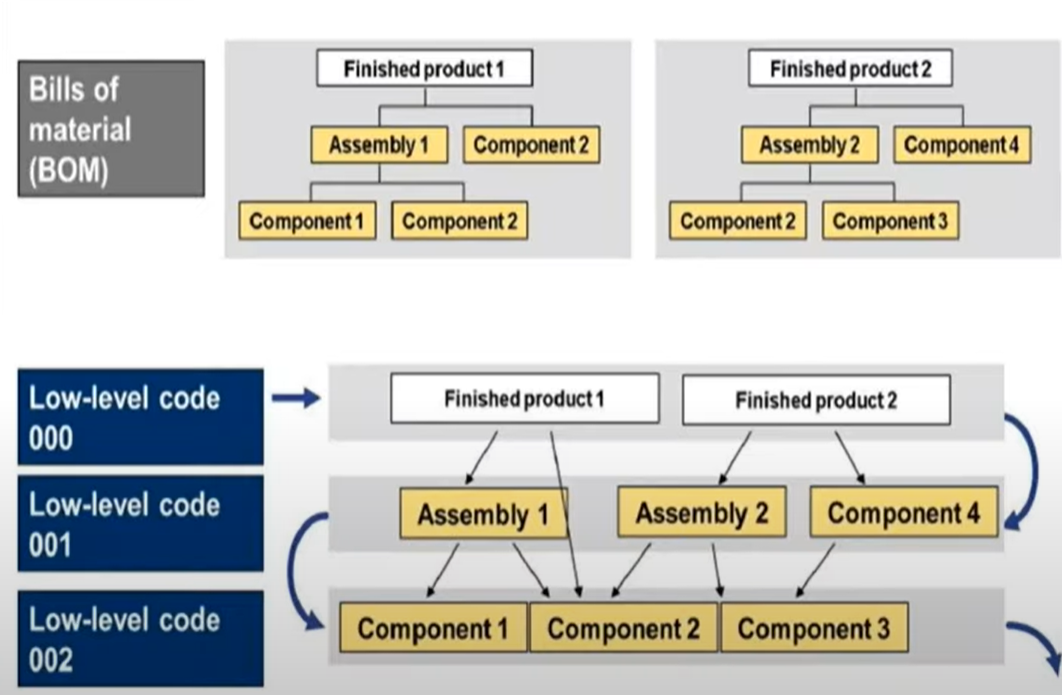 Bills of
material
(BOM)
Finished product 1
Assembly 1
Component 2
Component 1
Component 2
Finished product 2
Assembly 2
Component 4
Component 2
Component 3
Low-level code
000
Finished product 1
Finished product 2
Low-level code
001
Assembly 1
Assembly 2
Component 4
Low-level code
002
Component 1
Component 2
Component 3